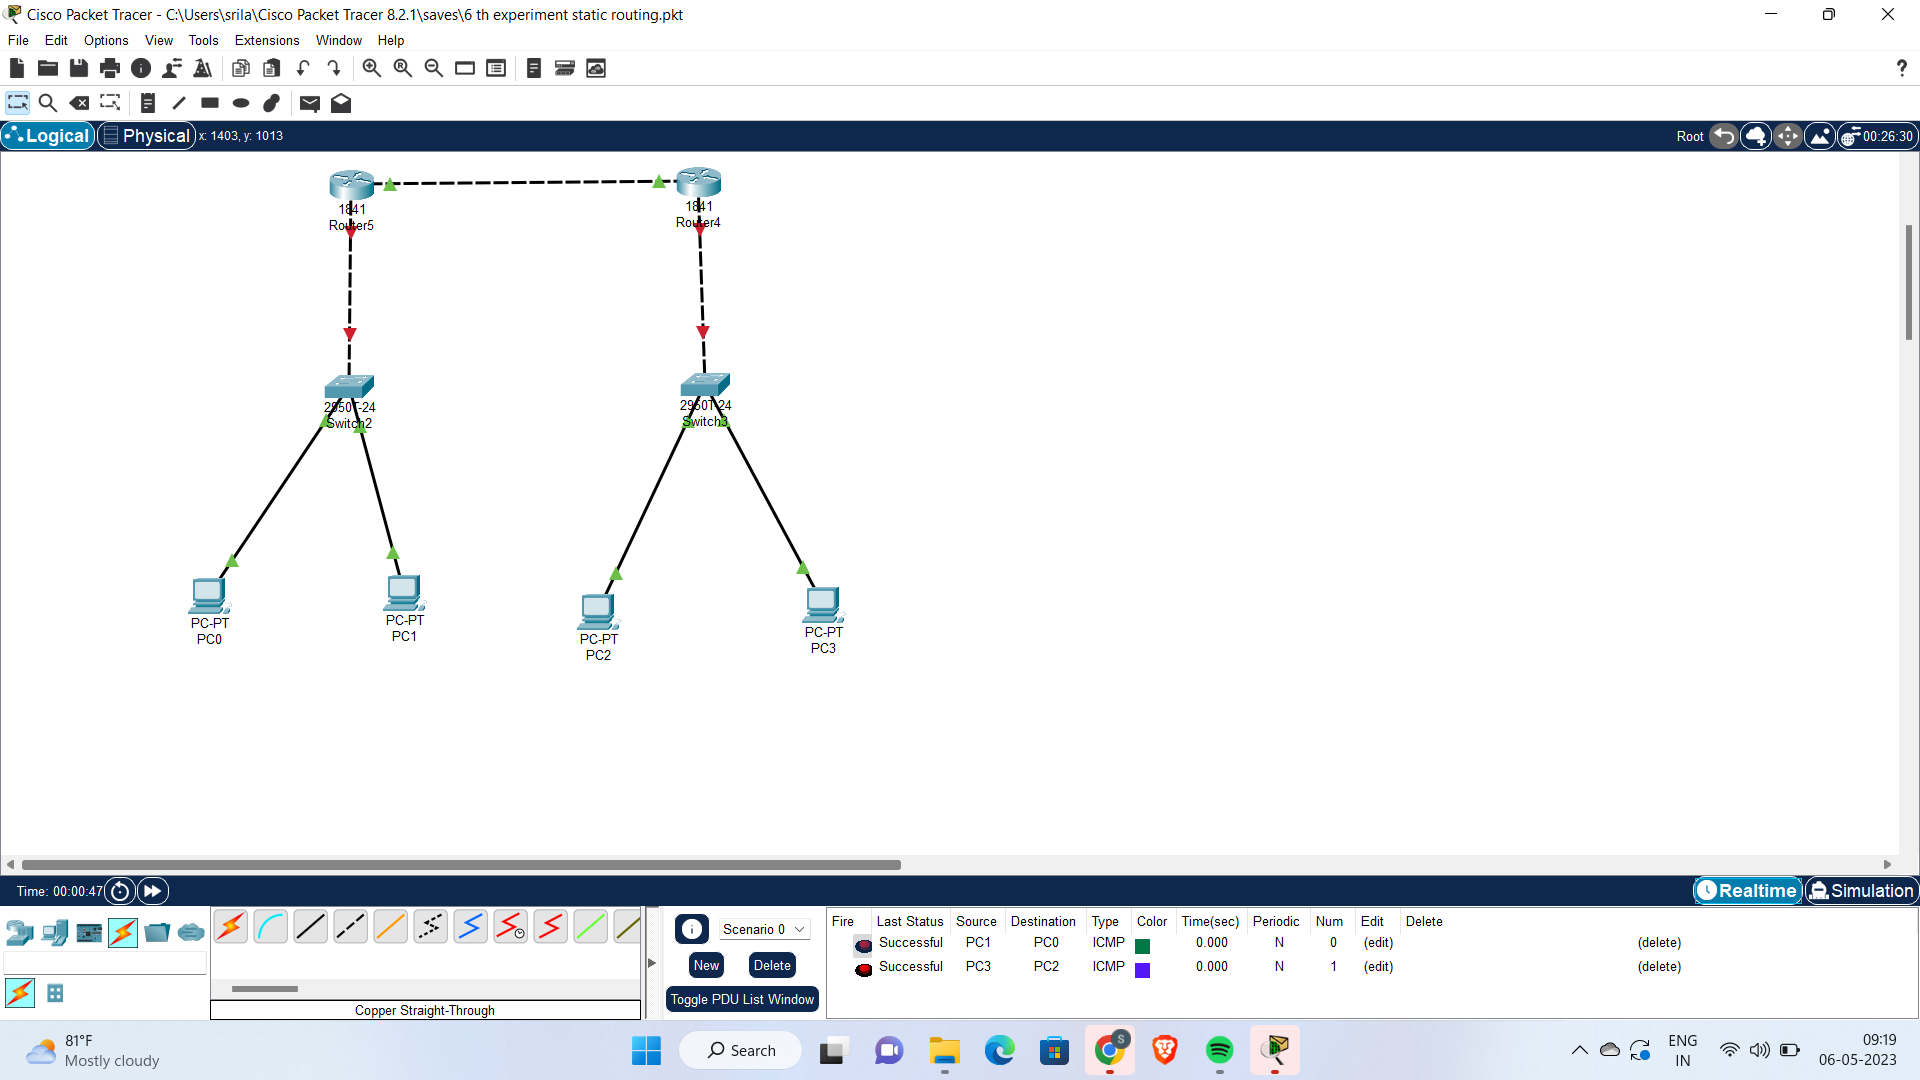 Cisco Packet Tracer - C:\Users\srila\Cisco Packet Tracer 8.2.1\saves\6 th experiment static routing.pkt
File Edit Options View Tools Extensions Window Help
Logical Physical x: 1403, y: 1013 Root 00:26:30
1841
Router5
1841
Router4
2950T-24
Switch2
2950T-24
Switch3
PC-PT
PC0
PC-PT
PC1
PC-PT
PC2
PC-PT
PC3
Time: 00:00:47 Realtime Simulation
Scenario 0
New Delete
Toggle PDU List Window
Fire Last Status Source Destination Type Color Time(sec) Periodic Num Edit Delete
Successful PC1 PC0 ICMP 0.000 N 0 (edit) (delete)
Successful PC3 PC2 ICMP 0.000 N 1 (edit) (delete)
Copper Straight-Through
81°F
Mostly cloudy
Search
S
ENG
IN
09:19
06-05-2023